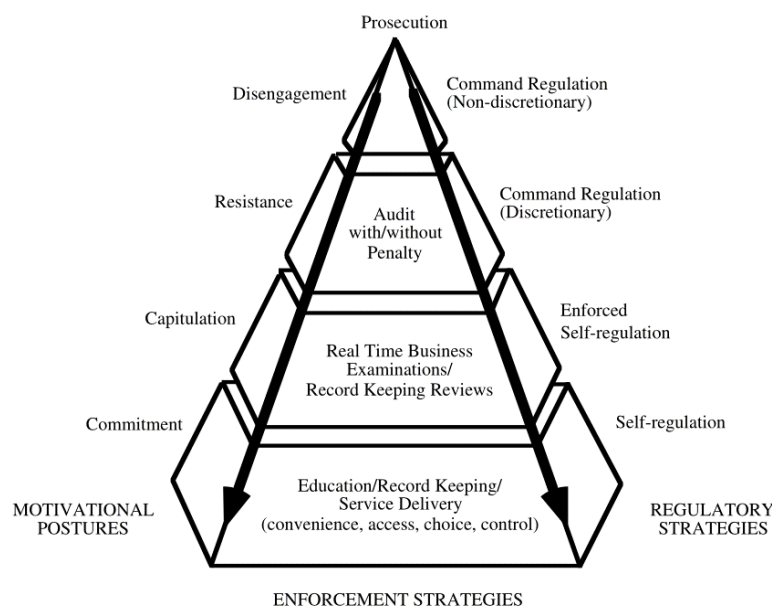 Prosecution
Disengagement
Command Regulation
(Non-discretionary)
Resistance
Audit
with/without
Penalty
Command Regulation
(Discretionary)
Capitulation
Real Time Business
Examinations/
Record Keeping Reviews
Enforced
Self-regulation
Commitment
Education/Record Keeping/
Service Delivery
(convenience, access, choice, control)
Self-regulation
MOTIVATIONAL
POSTURES
REGULATORY
STRATEGIES
ENFORCEMENT STRATEGIES